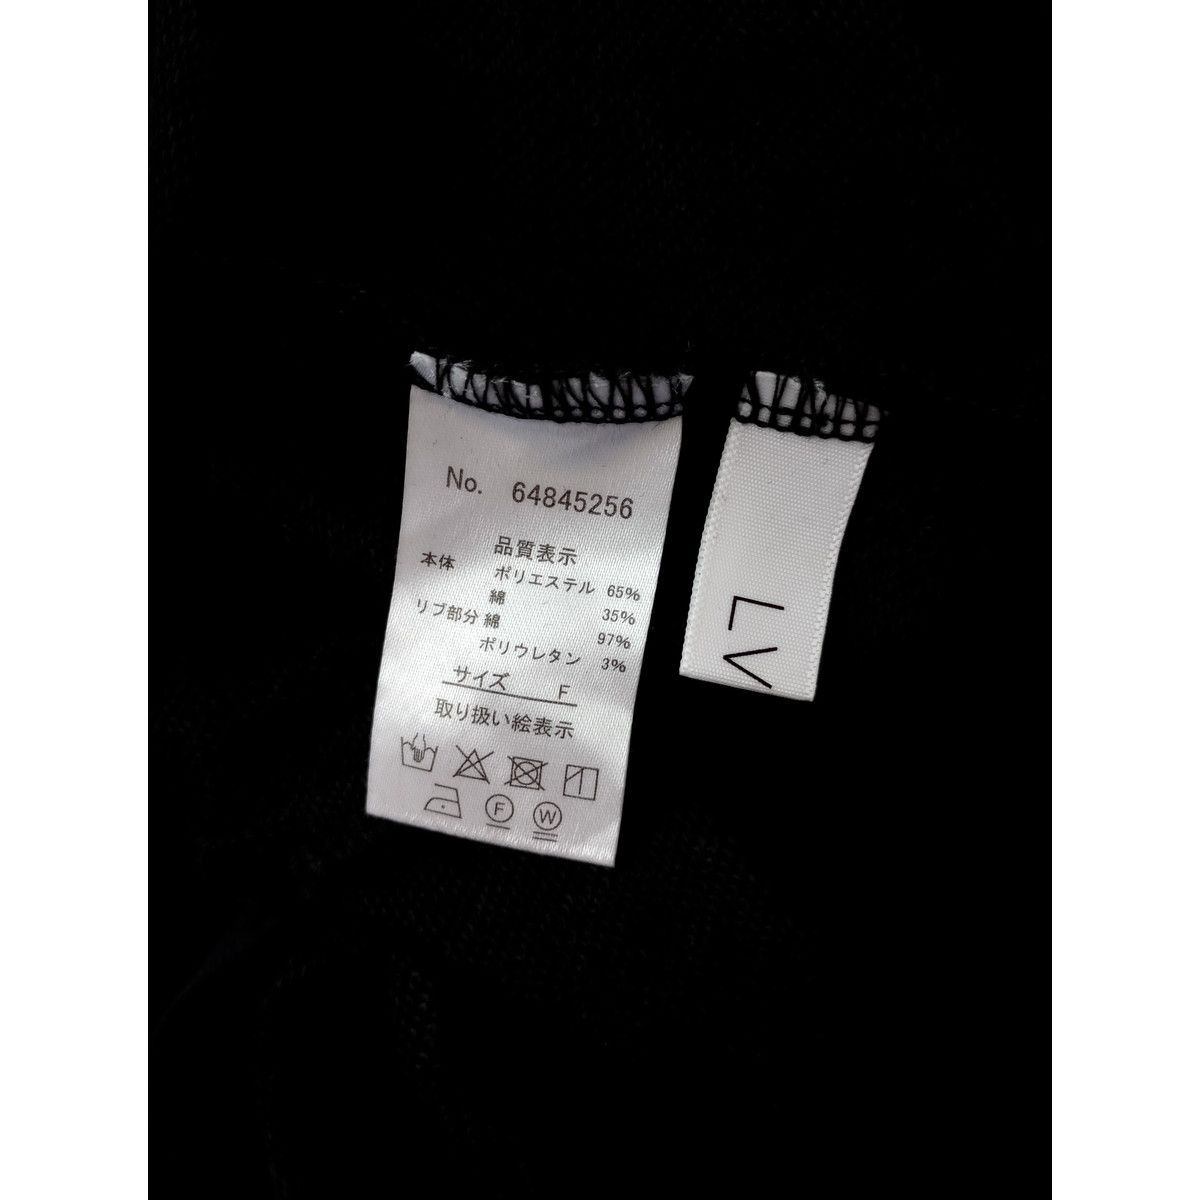 No. 64845256
品質表示
本体 ポリエステル 65%
綿 35%
リブ部分 綿 97%
ポリウレタン 3%
サイズ F
取り扱い絵表示
F W
LV